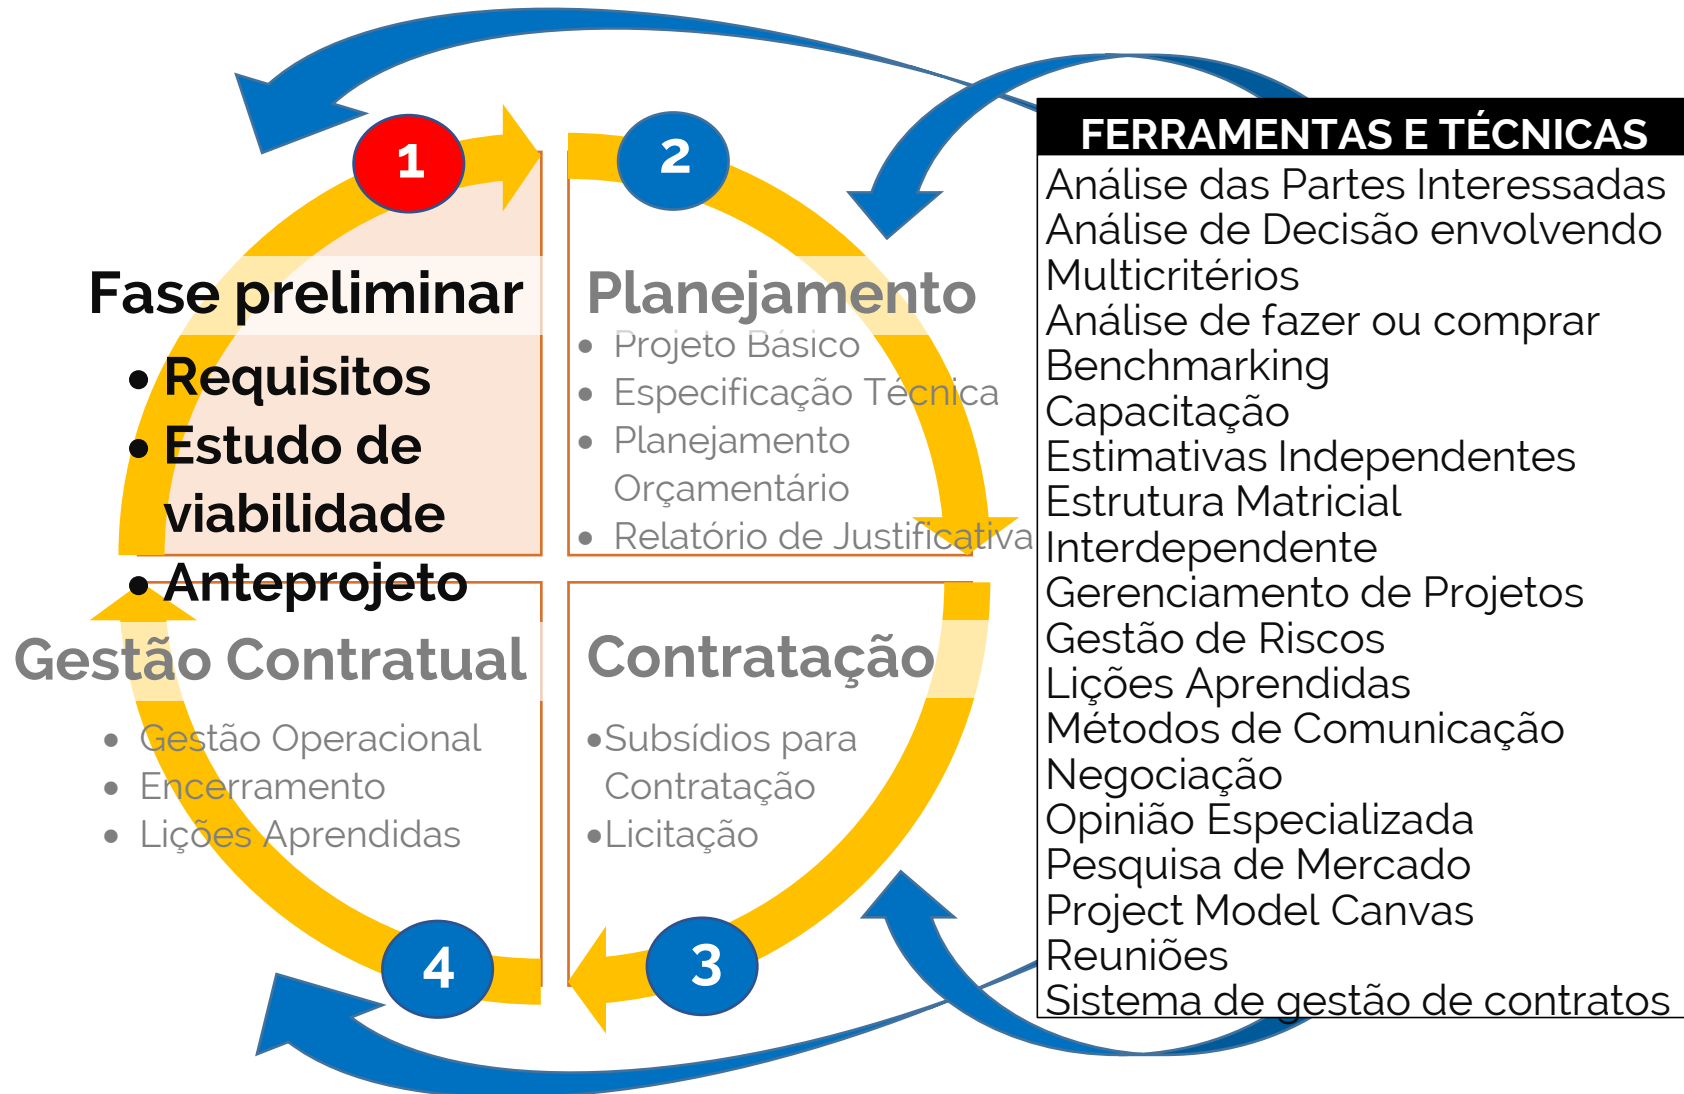 1
Fase preliminar
• Requisitos
• Estudo de
viabilidade
• Anteprojeto
2
Planejamento
• Projeto Básico
• Especificação Técnica
• Planejamento
Orçamentário
• Relatório de Justificativa
3
Contratação
•Subsídios para
Contratação
•Licitação
4
Gestão Contratual
• Gestão Operacional
• Encerramento
• Lições Aprendidas
FERRAMENTAS E TÉCNICAS
Análise das Partes Interessadas
Análise de Decisão envolvendo
Multicritérios
Análise de fazer ou comprar
Benchmarking
Capacitação
Estimativas Independentes
Estrutura Matricial
Interdependente
Gerenciamento de Projetos
Gestão de Riscos
Lições Aprendidas
Métodos de Comunicação
Negociação
Opinião Especializada
Pesquisa de Mercado
Project Model Canvas
Reuniões
Sistema de gestão de contratos